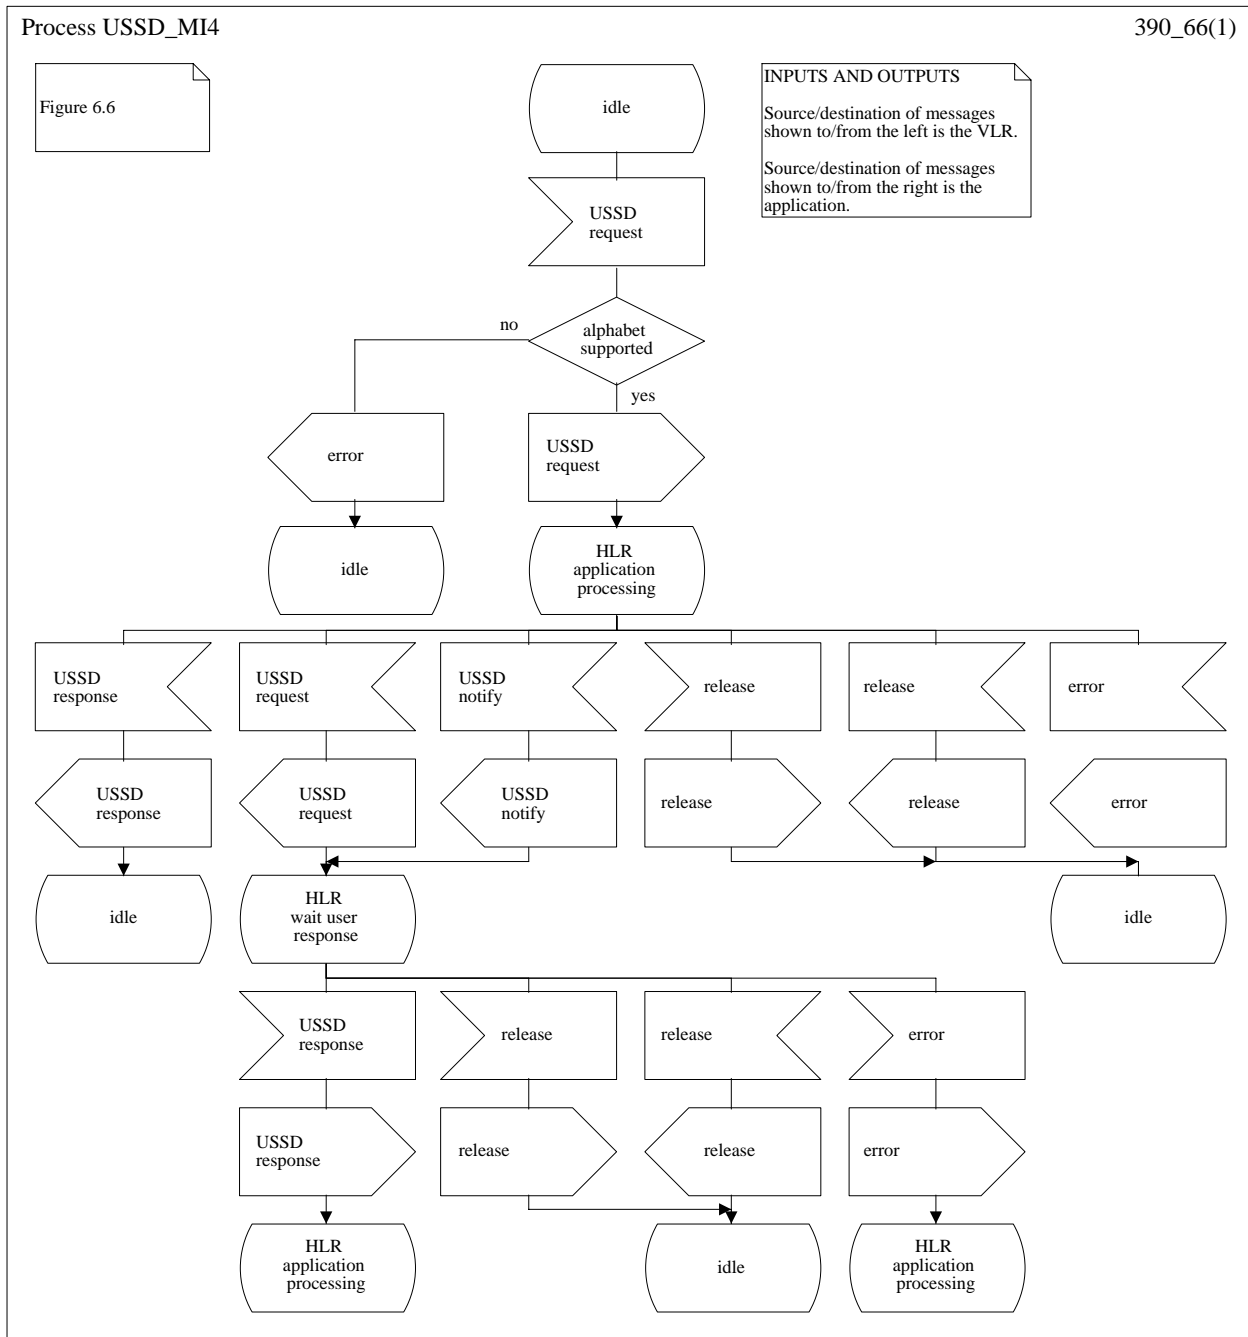 Process USSD_MI4
390_66(1)
Figure 6.6
idle
INPUTS AND OUTPUTS
Source/destination of messages
shown to/from the left is the VLR.
Source/destination of messages
shown to/from the right is the
application.
USSD
request
no
alphabet
supported
yes
error
USSD
request
idle
HLR
application
processing
USSD
response
USSD
request
USSD
notify
release
release
error
USSD
response
USSD
request
USSD
notify
release
release
error
idle
HLR
wait user
response
idle
USSD
response
release
release
error
USSD
response
release
release
error
HLR
application
processing
idle
HLR
application
processing